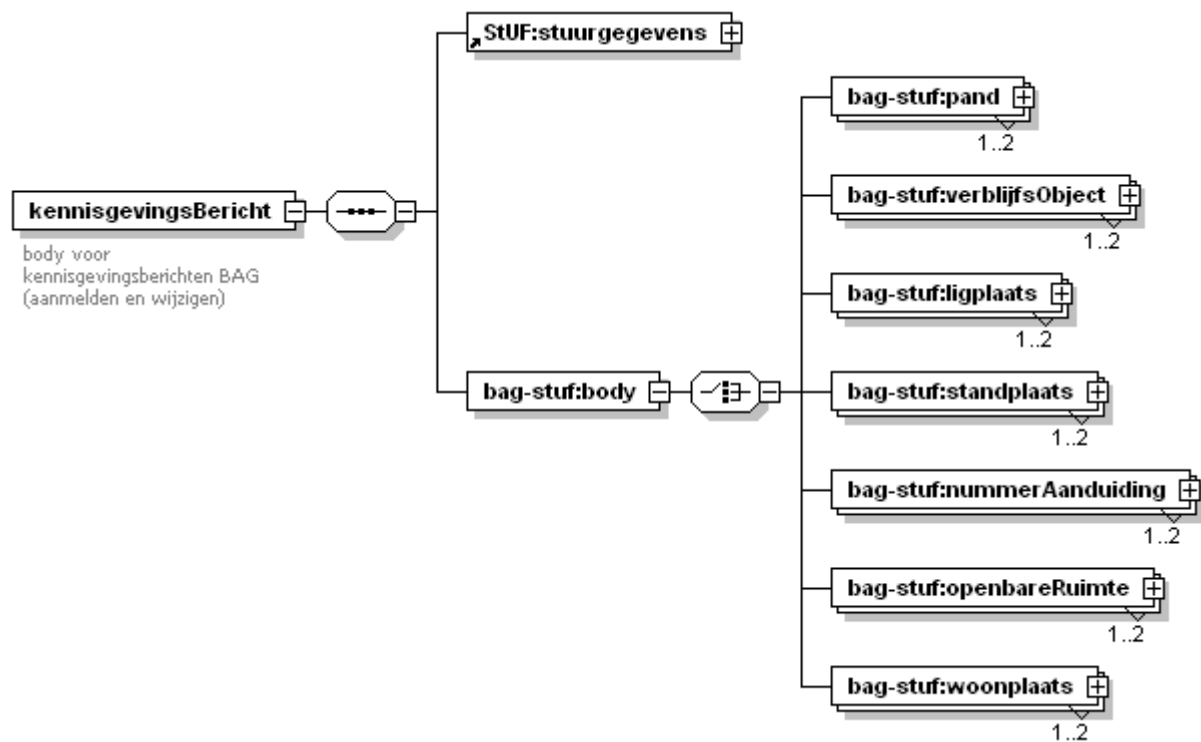 StUF:stuurgegevens
bag-stuf:pand
1..2
bag-stuf:verblijfsObject
1..2
kennisgevingsBericht
body voor
kennisgevingsberichten BAG
(aanmelden en wijzigen)
bag-stuf:ligplaats
1..2
bag-stuf:body
bag-stuf:standplaats
1..2
bag-stuf:nummerAanduiding
1..2
bag-stuf:openbareRuimte
1..2
bag-stuf:woonplaats
1..2